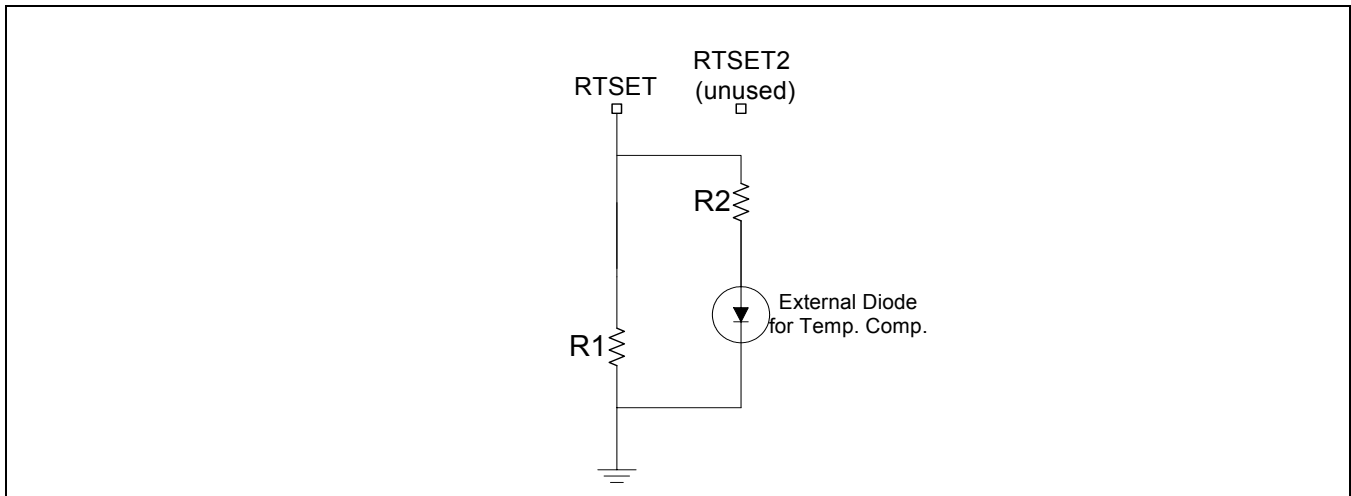 RTSET
RTSET2
(unused)
R2
External Diode
for Temp. Comp.
R1